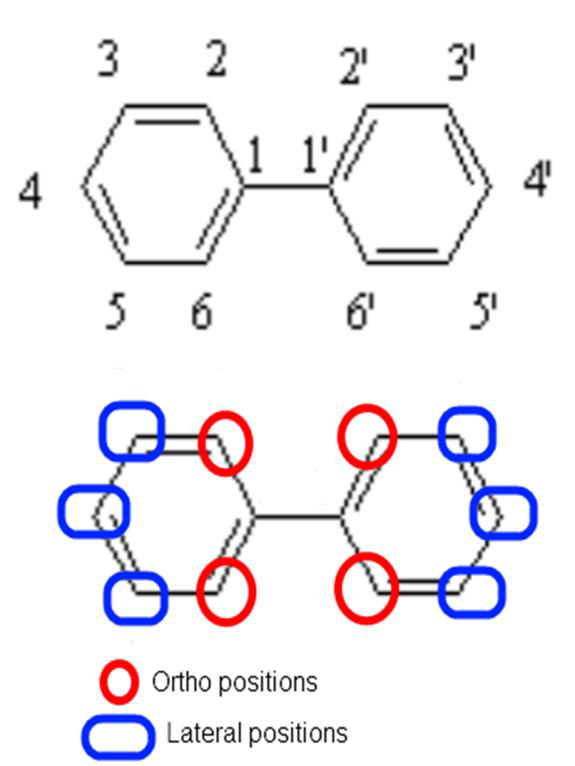 3 2 2' 3'
4 1 1' 4'
5 6 6' 5'
Ortho positions
Lateral positions